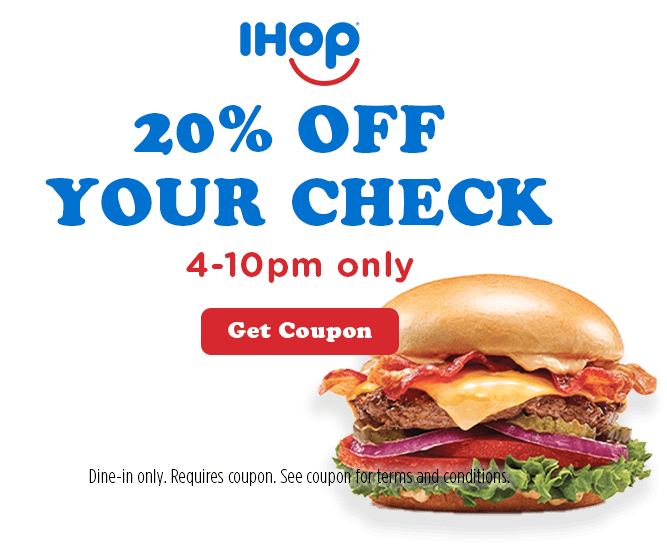 IHOP
20% OFF
YOUR CHECK
4-10pm only
Get Coupon
Dine-in only. Requires coupon. See coupon for terms and conditions.